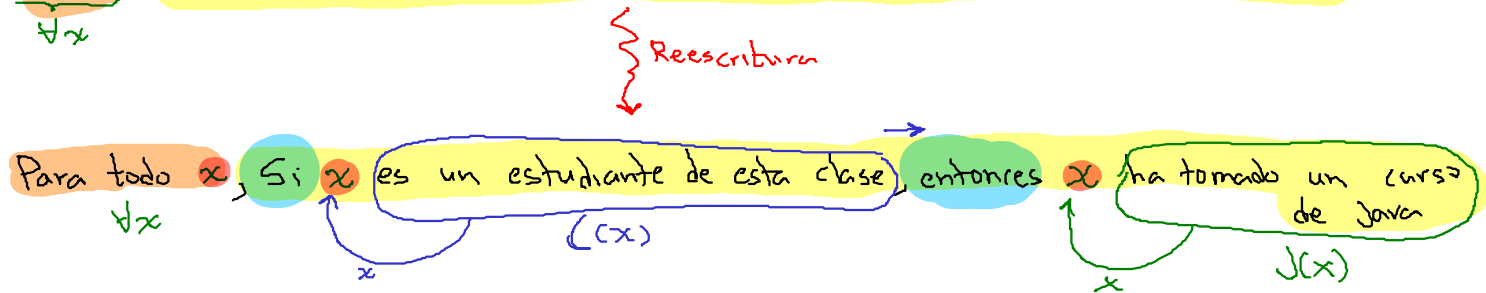 ∀x
Reescritura
→
Para todo x, Si x es un estudiante de esta clase, entonces x ha tomado un curso
de Java
∀x
C(x)
J(x)
x
x